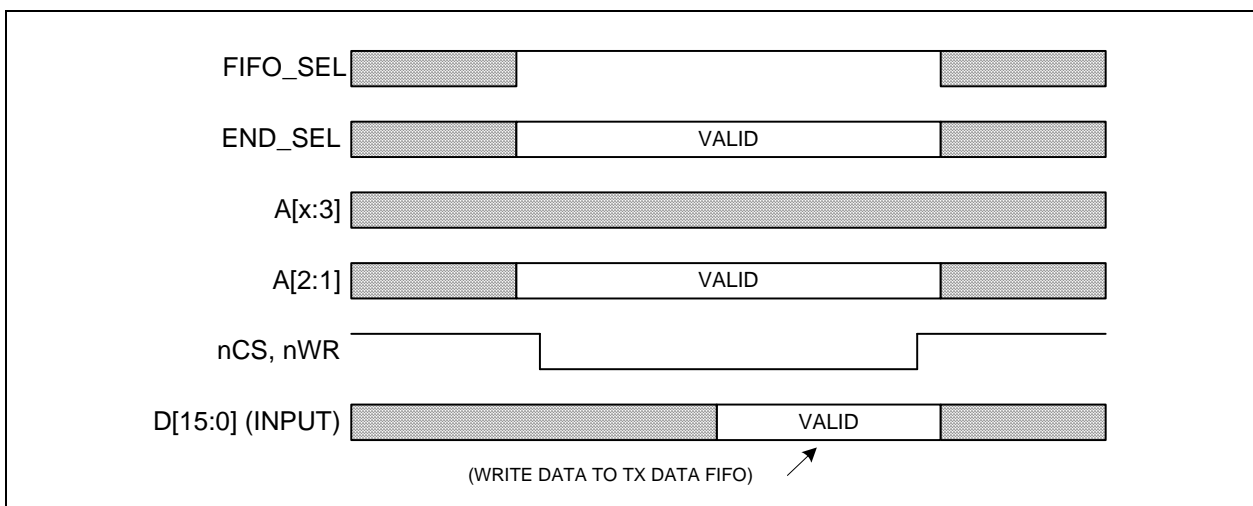 FIFO_SEL
END_SEL VALID
A[x:3]
A[2:1] VALID
nCS, nWR
D[15:0] (INPUT) VALID
(WRITE DATA TO TX DATA FIFO)